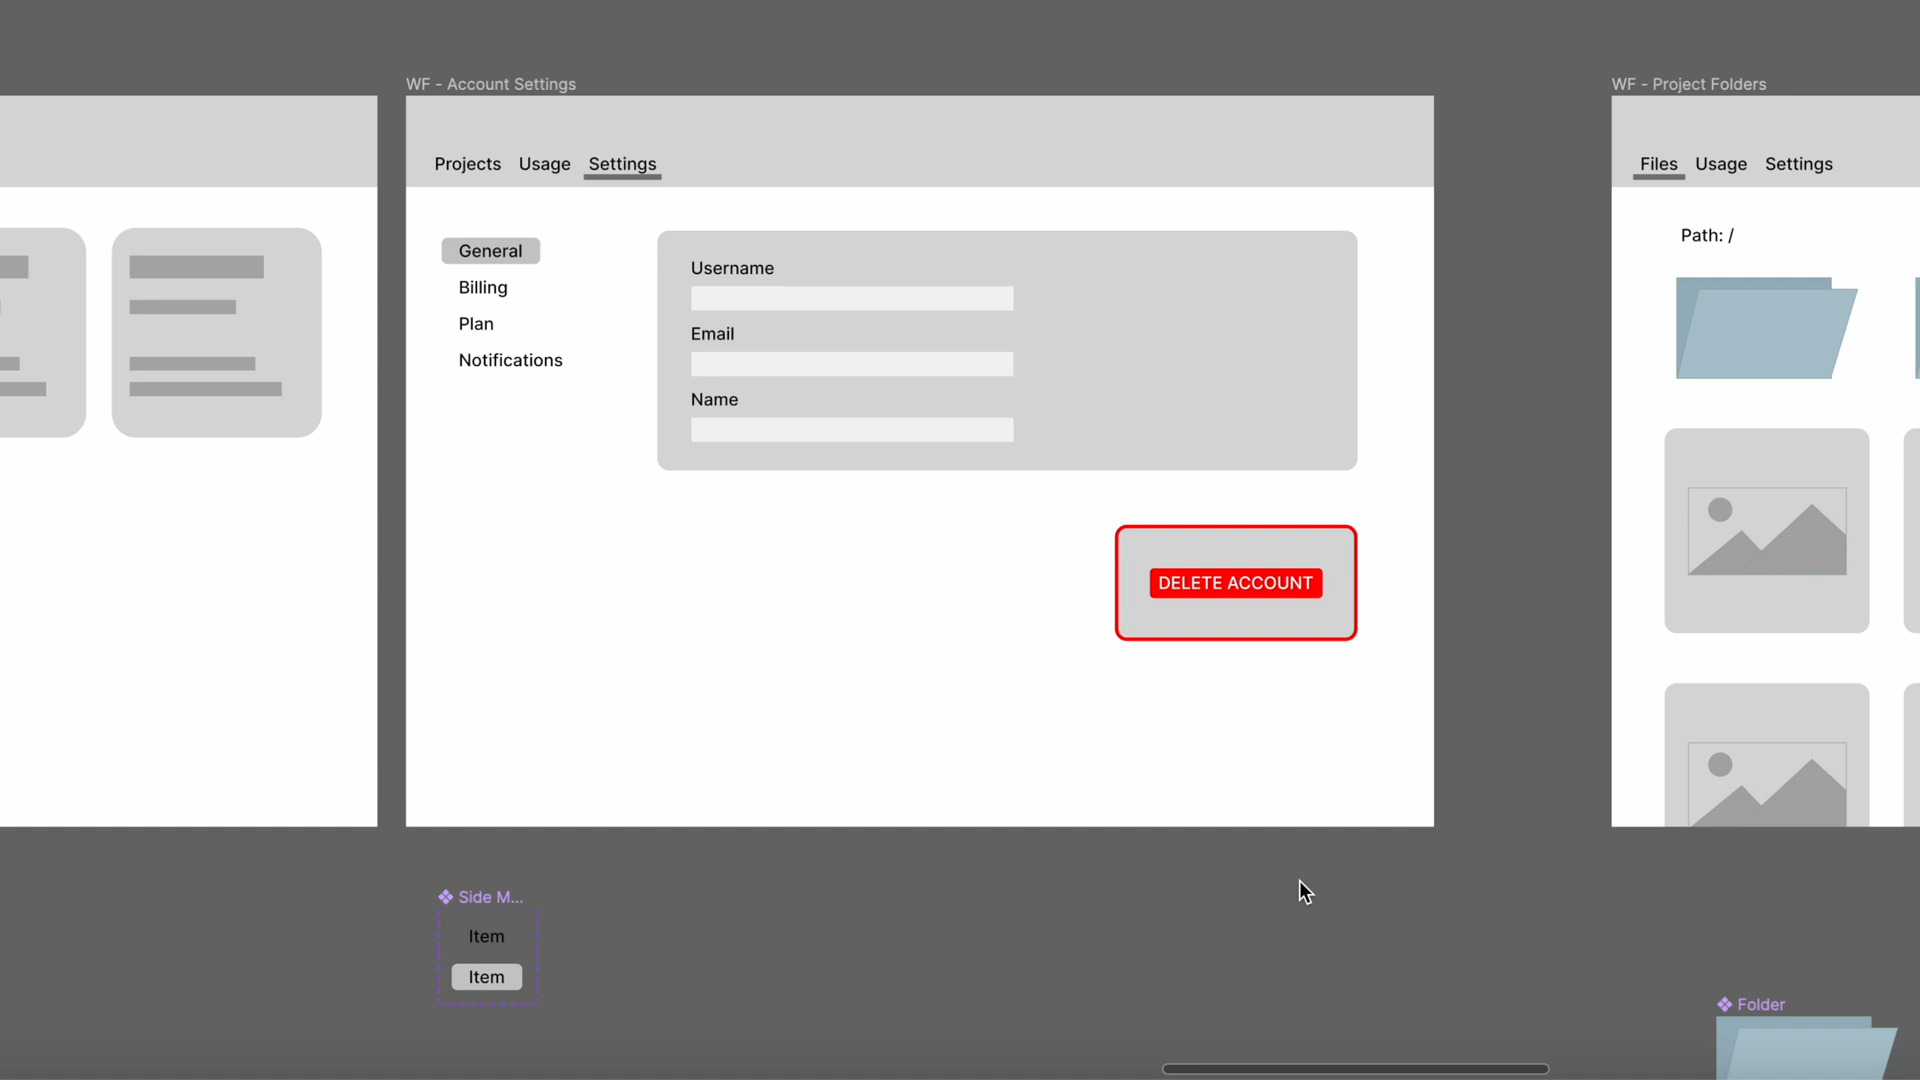 WF - Account Settings
Projects Usage Settings
General
Billing
Plan
Notifications
Username
Email
Name
DELETE ACCOUNT
Side M...
Item
Item
WF - Project Folders
Files Usage Settings
Path: /
Folder